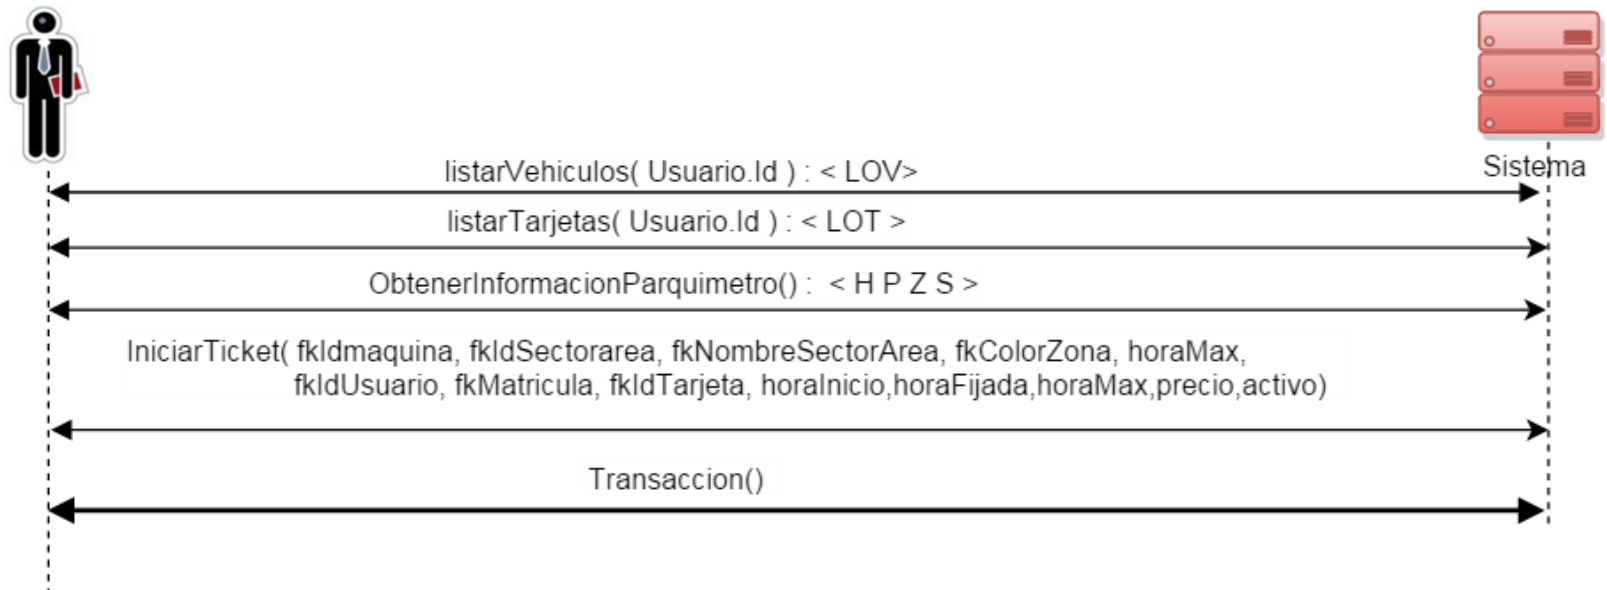 listarVehiculos( Usuario.Id ) : < LOV>
Sistema
listarTarjetas( Usuario.Id ) : < LOT >
ObtenerInformacionParquimetro() : < H P Z S >
IniciarTicket( fkIdmaquina, fkIdSectorarea, fkNombreSectorArea, fkColorZona, horaMax,
fkIdUsuario, fkMatricula, fkIdTarjeta, horaInicio,horaFijada,horaMax,precio,activo)
Transaccion()